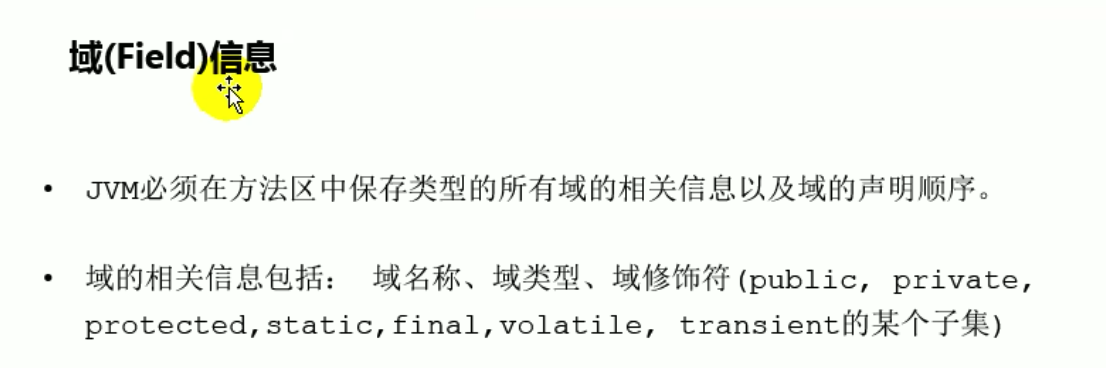 域(Field)信息
• JVM必须在方法区中保存类型的所有域的相关信息以及域的声明顺序。
• 域的相关信息包括： 域名称、域类型、域修饰符(public, private,
protected,static,final,volatile, transient的某个子集)